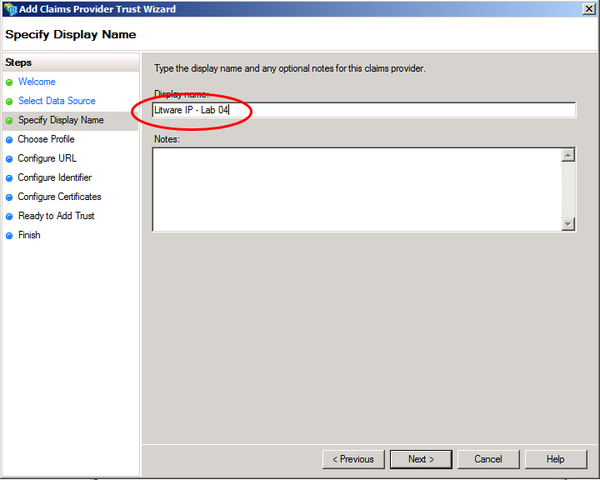 Add Claims Provider Trust Wizard
Specify Display Name
Steps
Welcome
Select Data Source
Specify Display Name
Choose Profile
Configure URL
Configure Identifier
Configure Certificates
Ready to Add Trust
Finish
Type the display name and any optional notes for this claims provider.
Display name:
Litware IP - Lab 04
Notes:
< Previous
Next >
Cancel
Help